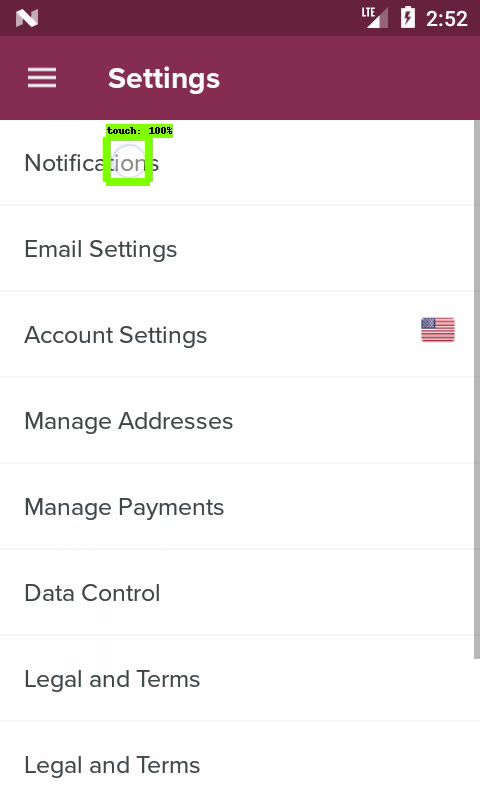 LTE 2:52
Settings
touch: 100%
Notifications
Email Settings
Account Settings
Manage Addresses
Manage Payments
Data Control
Legal and Terms
Legal and Terms